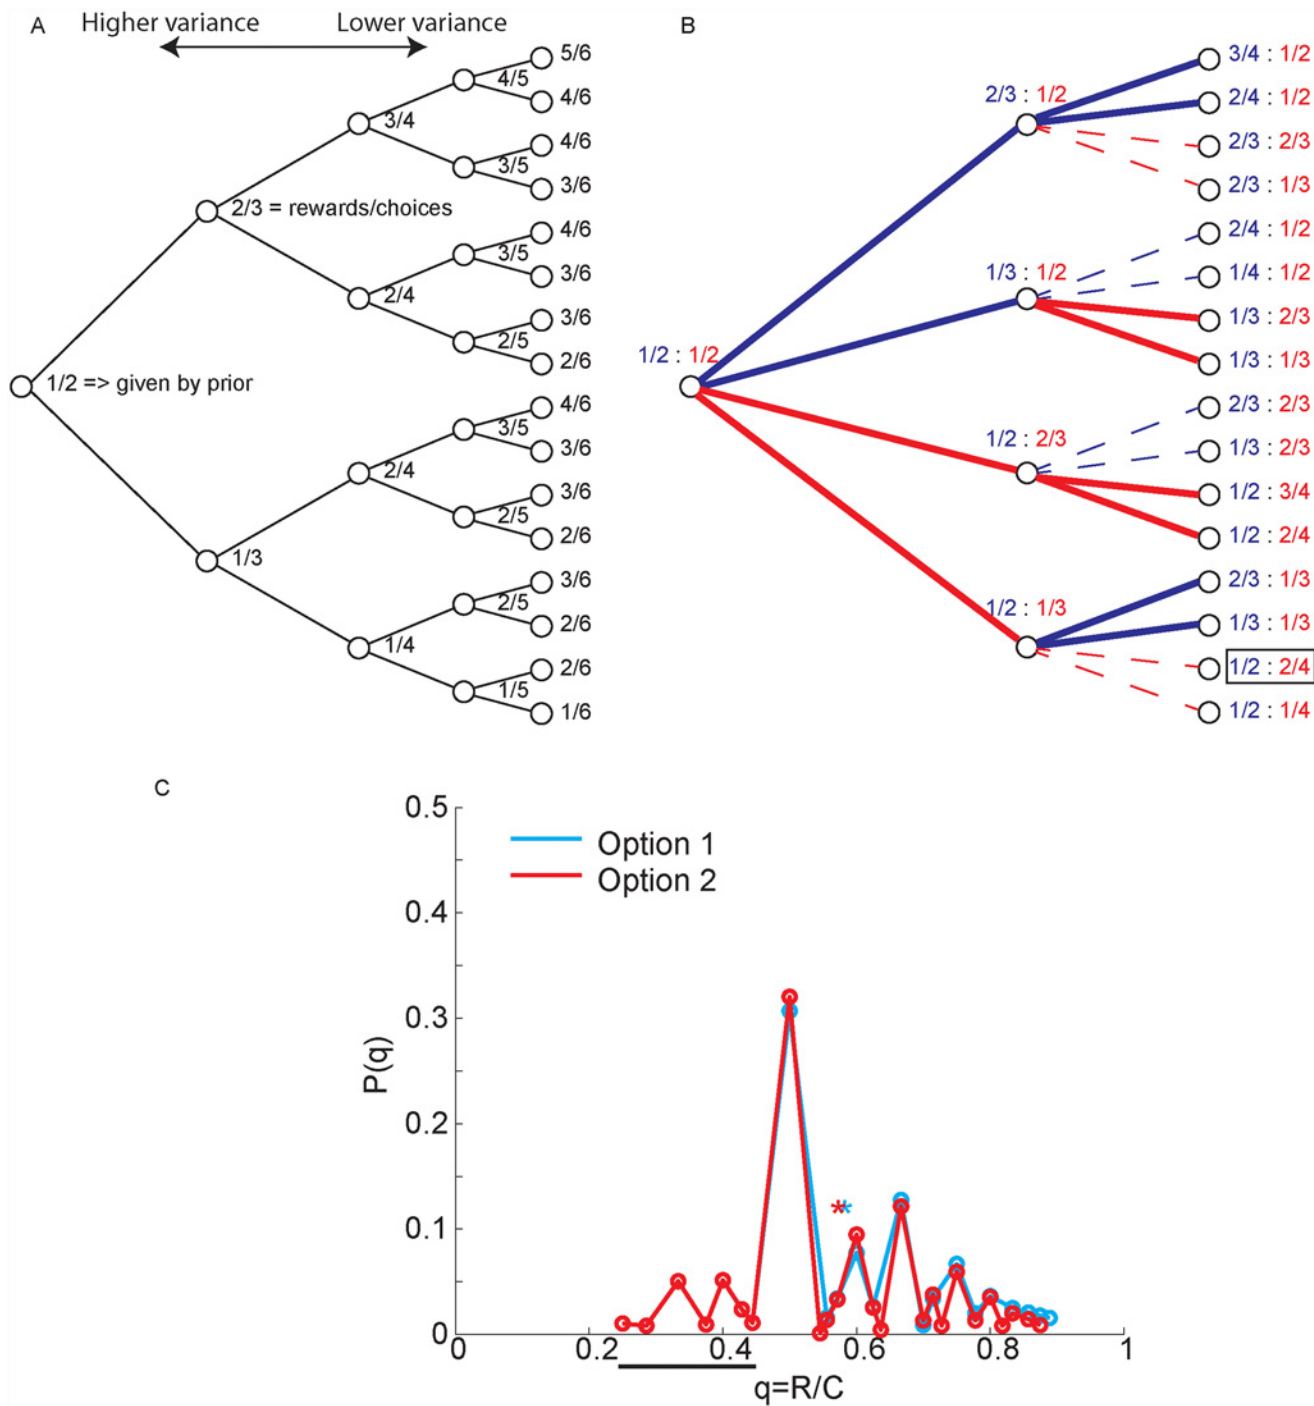 A
Higher variance
Lower variance
5/6
4/5
4/6
3/4
4/6
3/5
3/6
2/3 = rewards/choices
4/6
3/5
3/6
2/4
3/6
2/5
2/6
1/2 => given by prior
4/6
3/5
3/6
2/4
3/6
2/5
2/6
1/3
3/6
2/5
2/6
1/4
2/6
1/5
1/6
B
3/4 : 1/2
2/3 : 1/2
2/4 : 1/2
2/3 : 2/3
2/3 : 1/3
2/4 : 1/2
1/3 : 1/2
1/4 : 1/2
1/3 : 2/3
1/2 : 1/2
1/3 : 1/3
2/3 : 2/3
1/2 : 2/3
1/3 : 2/3
1/2 : 3/4
1/2 : 2/4
2/3 : 1/3
1/2 : 1/3
1/3 : 1/3
1/2 : 2/4
1/2 : 1/4
C
0.5
Option 1
Option 2
0.4
0.3
P(q)
0.2
**
0.1
0
0 0.2 0.4 0.6 0.8 1
q=R/C